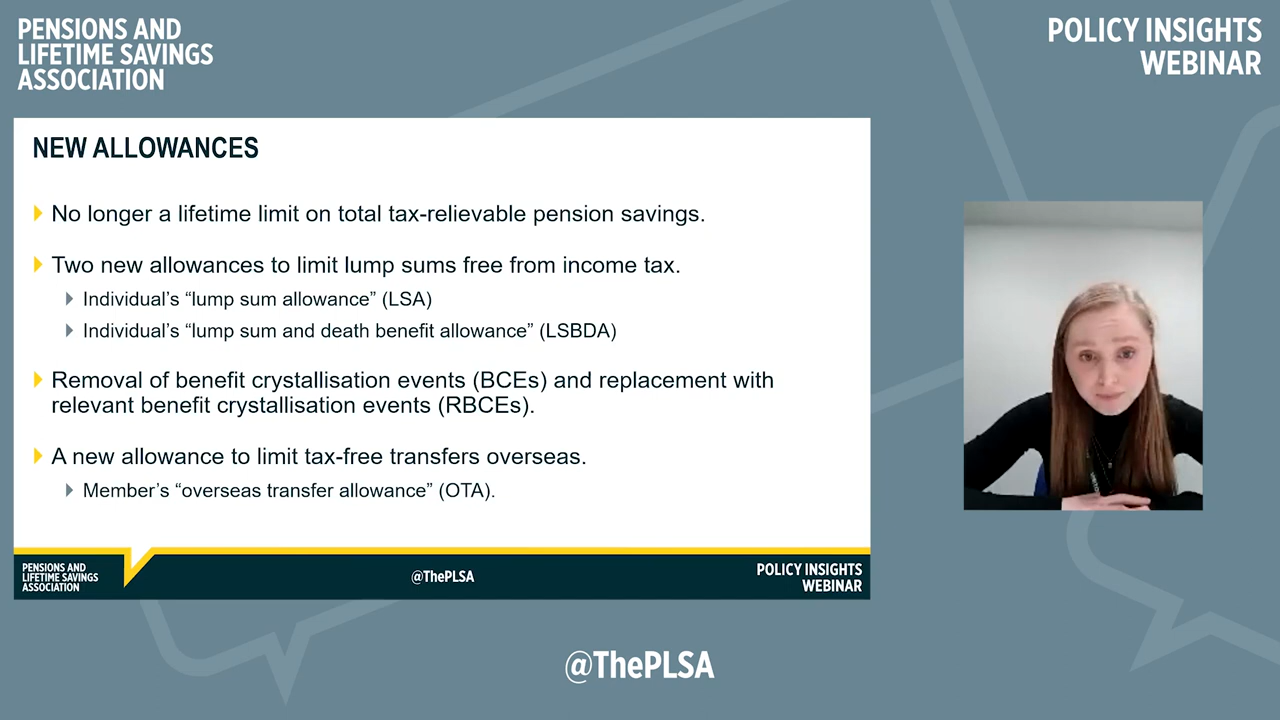 PENSIONS AND
LIFETIME SAVINGS
ASSOCIATION
POLICY INSIGHTS
WEBINAR
NEW ALLOWANCES
No longer a lifetime limit on total tax-relievable pension savings.
Two new allowances to limit lump sums free from income tax.
Individual's “lump sum allowance” (LSA)
Individual's “lump sum and death benefit allowance” (LSBDA)
Removal of benefit crystallisation events (BCEs) and replacement with
relevant benefit crystallisation events (RBCEs).
A new allowance to limit tax-free transfers overseas.
Member's “overseas transfer allowance” (OTA).
PENSIONS AND
LIFETIME SAVINGS
ASSOCIATION
@ThePLSA
POLICY INSIGHTS
WEBINAR
@ThePLSA